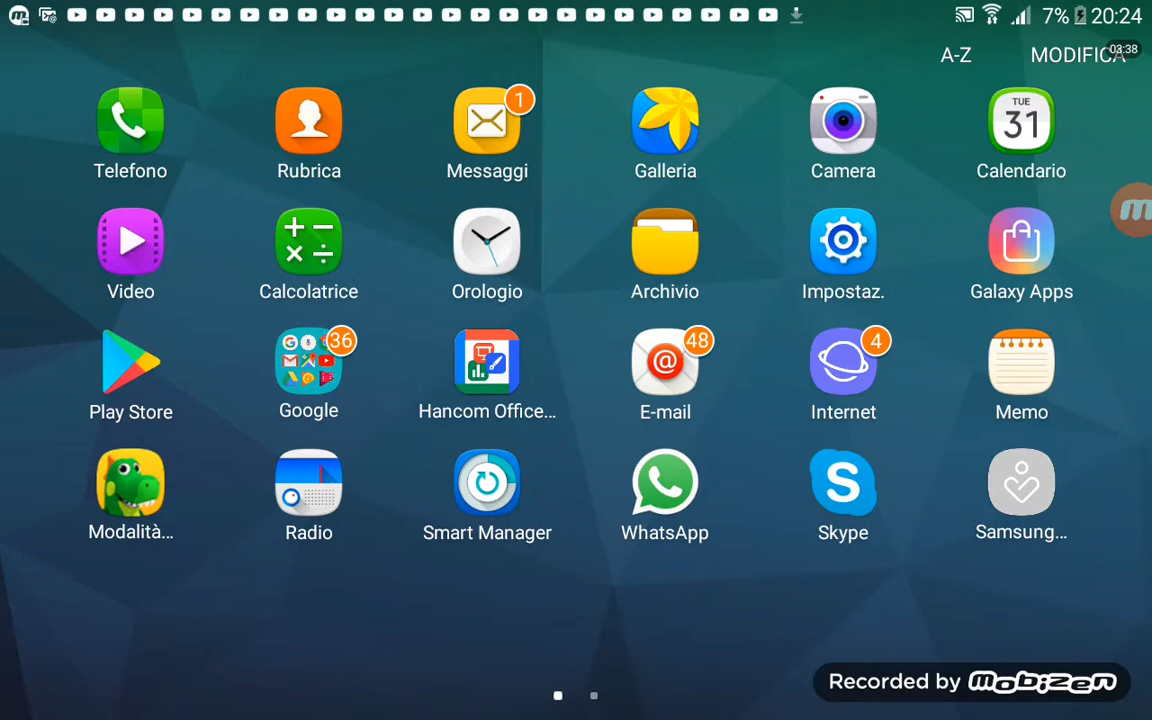 7% 20:24
A-Z MODIFICA 03:38
1 TUE 31
Telefono Rubrica Messaggi Galleria Camera Calendario
Video Calcolatrice Orologio Archivio Impostaz. Galaxy Apps
36 48 4
Play Store Google Hancom Office... E-mail Internet Memo
Modalità... Radio Smart Manager WhatsApp Skype Samsung...
Recorded by mobizen